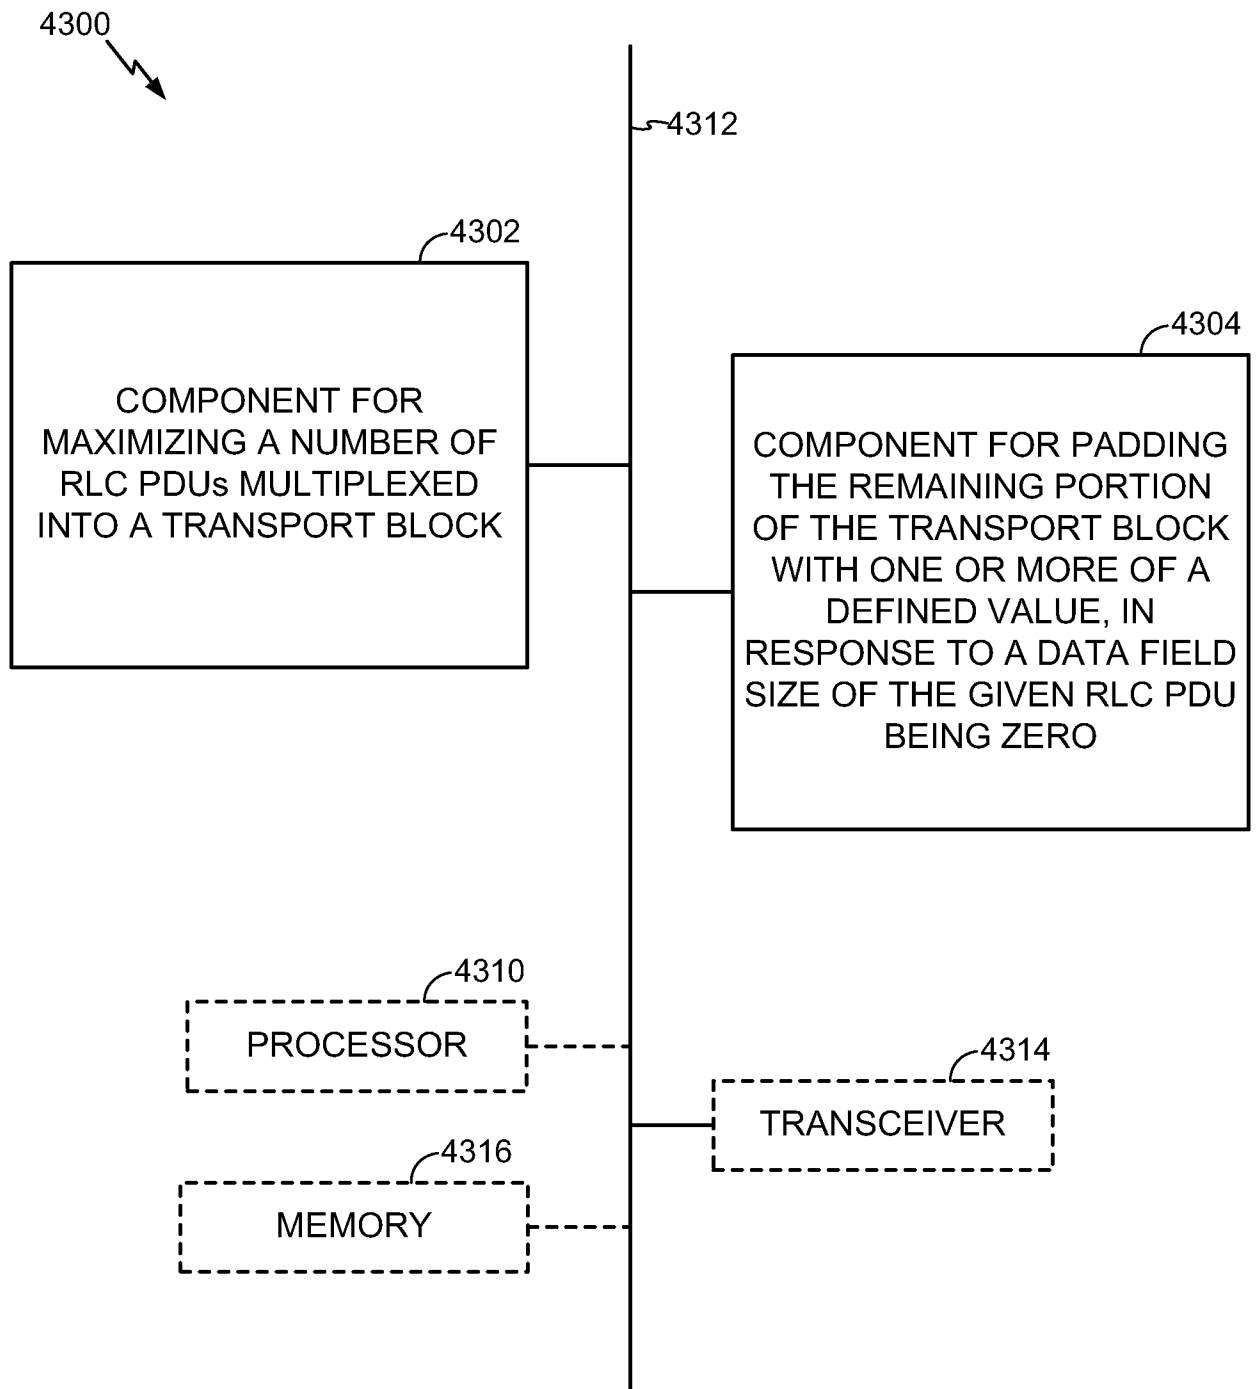 4300
4312
4302
COMPONENT FOR
MAXIMIZING A NUMBER OF
RLC PDUs MULTIPLEXED
INTO A TRANSPORT BLOCK
4304
COMPONENT FOR PADDING
THE REMAINING PORTION
OF THE TRANSPORT BLOCK
WITH ONE OR MORE OF A
DEFINED VALUE, IN
RESPONSE TO A DATA FIELD
SIZE OF THE GIVEN RLC PDU
BEING ZERO
4310
PROCESSOR
4314
TRANSCEIVER
4316
MEMORY